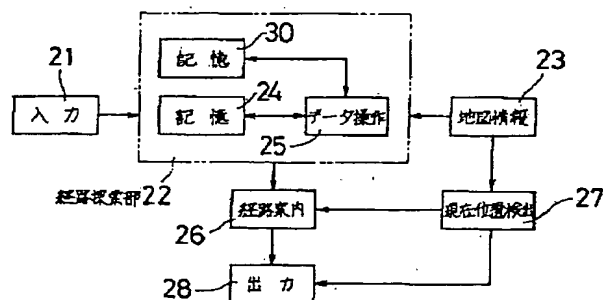 30
記憶
21
24
23
入力
記憶
データ操作
地図情報
25
経路探索部22
経路案内
現在位置検出
27
26
28
出力